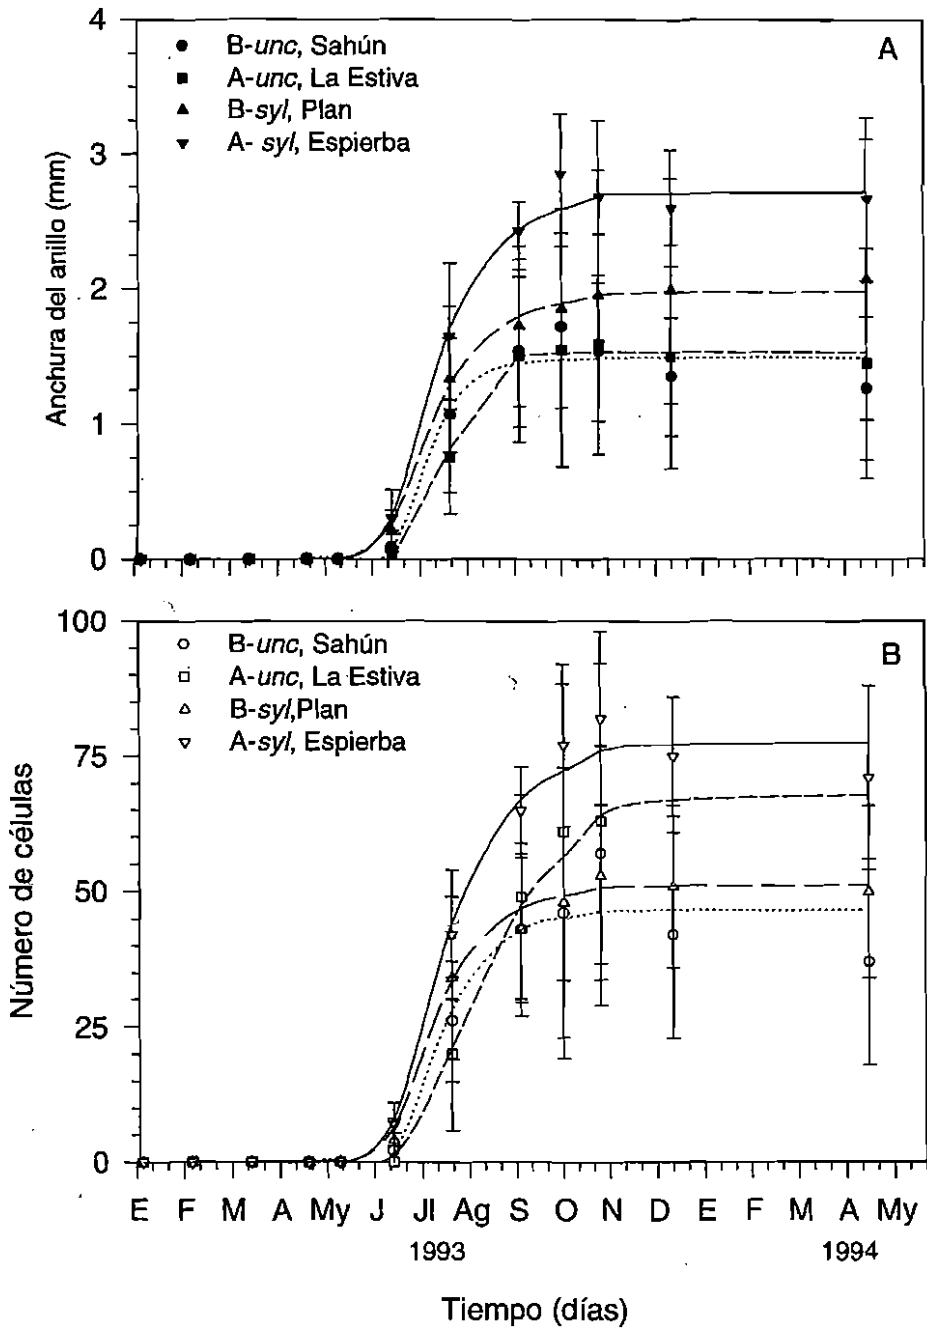 4
B-unc, Sahún
A
A-unc, La Estiva
B-syl, Plan
A- syl, Espierba
3
2
1
0
Anchura del anillo (mm)
100
B-unc, Sahún
B
A-unc, La Estiva
B-syl,Plan
A-syl, Espierba
75
50
25
0
Número de células
E F M A My J Jl Ag S O N D E F M A My
1993 1994
Tiempo (días)